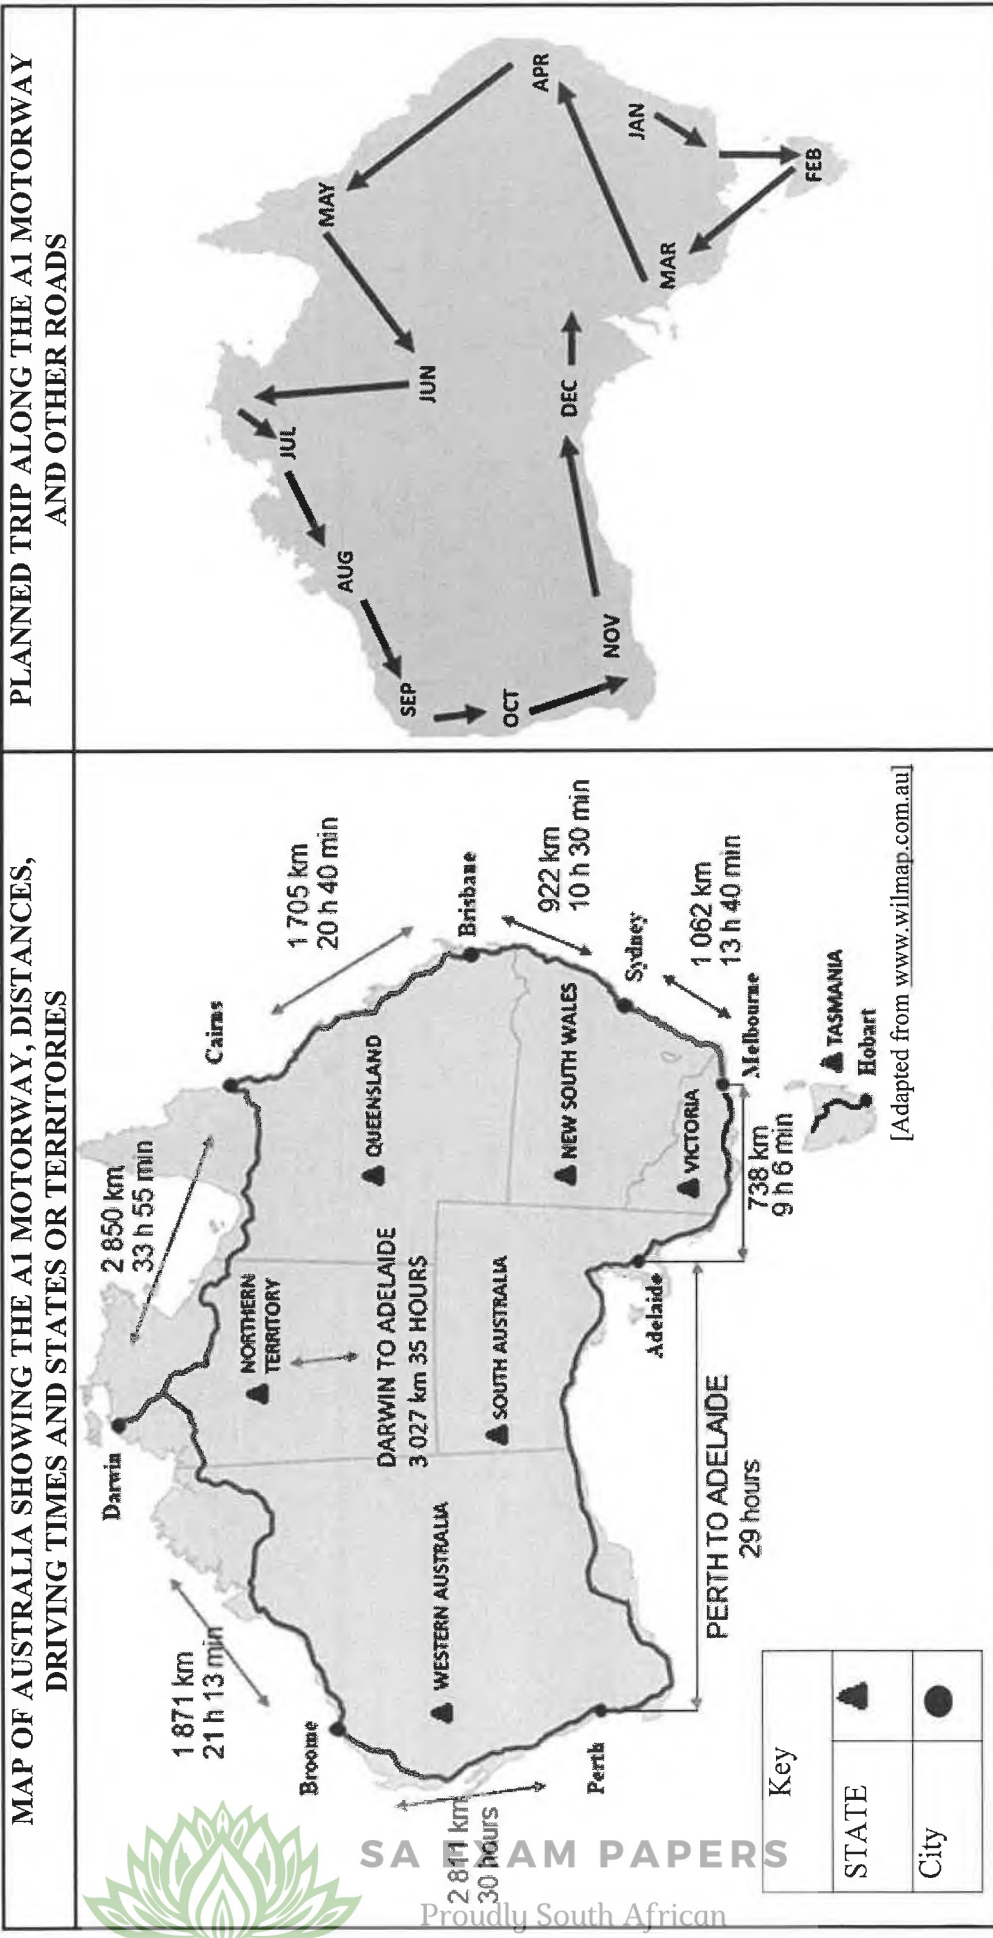 MAP OF AUSTRALIA SHOWING THE A1 MOTORWAY, DISTANCES,
DRIVING TIMES AND STATES OR TERRITORIES
Darwin
2 850 km
33 h 55 min
Cairns
1 705 km
20 h 40 min
1 871 km
21 h 13 min
Broome
NORTHERN
TERRITORY
QUEENSLAND
Brisbane
DARWIN TO ADELAIDE
3 027 km 35 HOURS
WESTERN AUSTRALIA
SOUTH AUSTRALIA
NEW SOUTH WALES
922 km
10 h 30 min
2 811 km
30 hours
Perth
Sydney
Adelaide
VICTORIA
1 062 km
13 h 40 min
Melbourne
PERTH TO ADELAIDE
29 hours
738 km
9 h 6 min
TASMANIA
Hobart
[Adapted from www.wilmap.com.au]
Key
STATE
City
PLANNED TRIP ALONG THE A1 MOTORWAY
AND OTHER ROADS
JAN
FEB
MAR
APR
MAY
JUN
JUL
AUG
SEP
OCT
NOV
DEC
SA EXAM PAPERS
Proudly South African